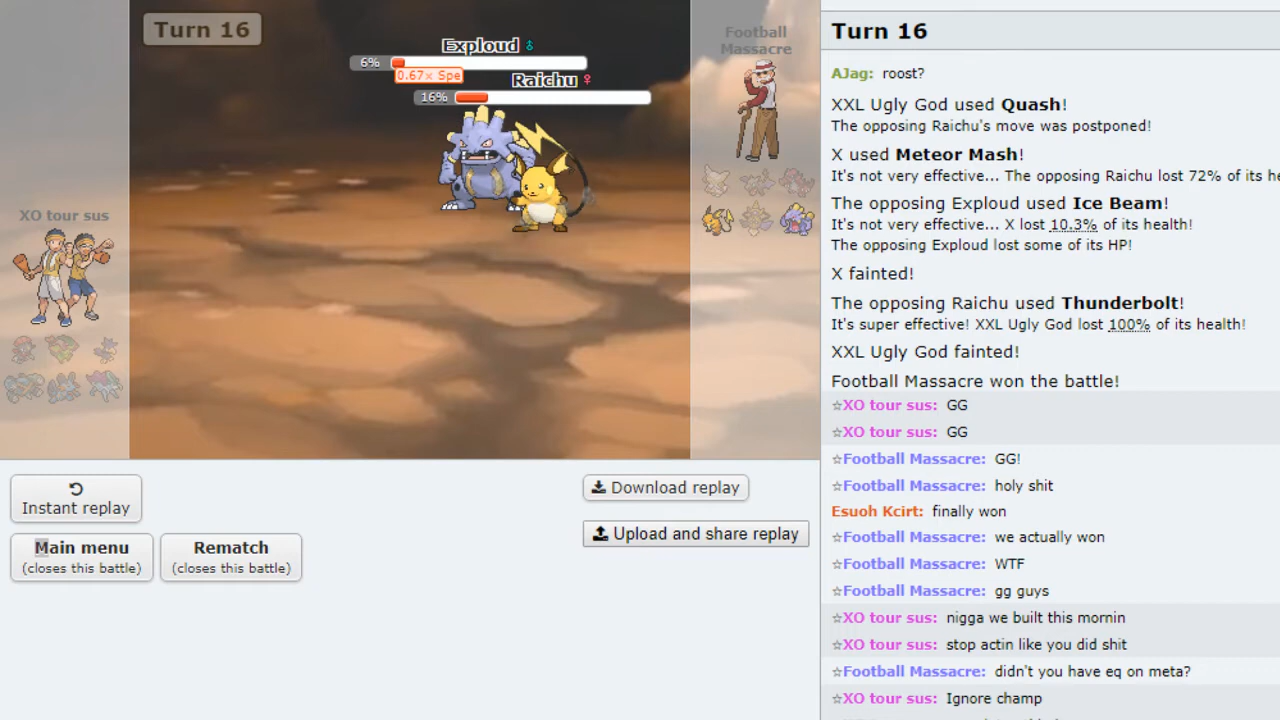 Turn 16
Exploud ♂
6%
0.67× Spe
Raichu ♀
16%
Football
Massacre
XO tour sus
Instant replay
Download replay
Upload and share replay
Main menu
(closes this battle)
Rematch
(closes this battle)
Turn 16
AJag: roost?
XXL Ugly God used Quash!
The opposing Raichu's move was postponed!
X used Meteor Mash!
It's not very effective... The opposing Raichu lost 72% of its he
The opposing Exploud used Ice Beam!
It's not very effective... X lost 10.3% of its health!
The opposing Exploud lost some of its HP!
X fainted!
The opposing Raichu used Thunderbolt!
It's super effective! XXL Ugly God lost 100% of its health!
XXL Ugly God fainted!
Football Massacre won the battle!
☆XO tour sus: GG
☆XO tour sus: GG
☆Football Massacre: GG!
☆Football Massacre: holy shit
Esuoh Kcirt: finally won
☆Football Massacre: we actually won
☆Football Massacre: WTF
☆Football Massacre: gg guys
☆XO tour sus: nigga we built this mornin
☆XO tour sus: stop actin like you did shit
☆Football Massacre: didn't you have eq on meta?
☆XO tour sus: Ignore champ